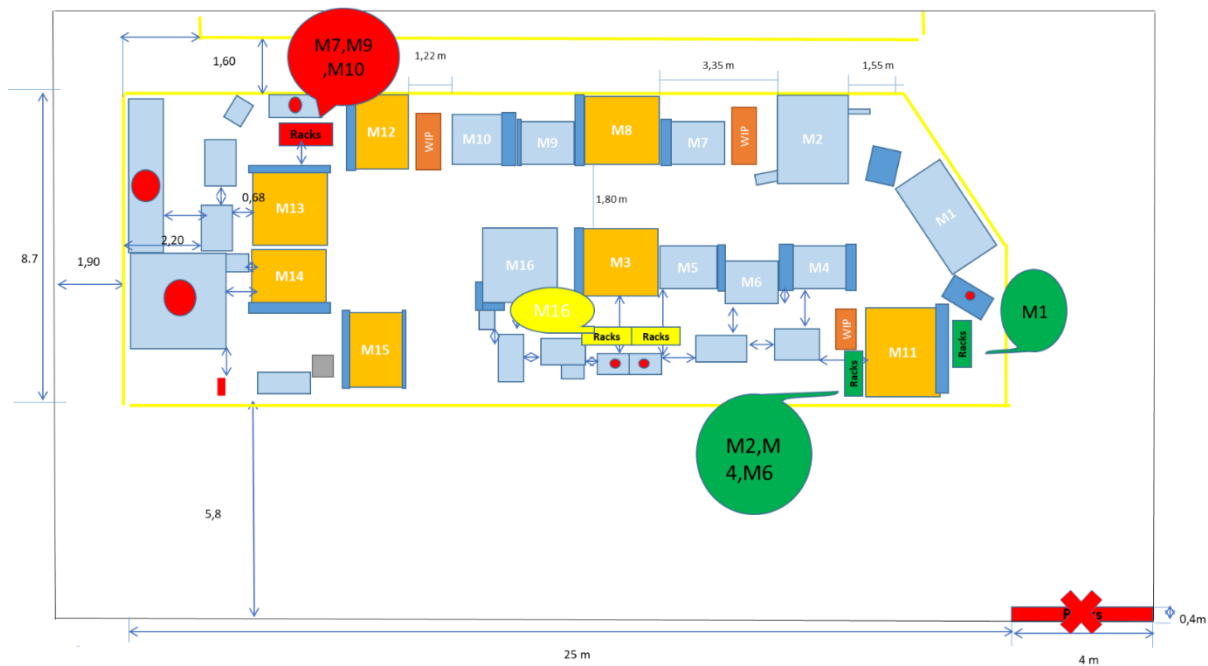 M7,M9
,M10
1,60
1,22 m
3,35 m
1,55 m
Racks
M12
WIP
M10
M9
M8
M7
WIP
M2
0,68
M13
1,80 m
M1
2,20
8.7
1,90
M14
M16
M3
M5
M6
M4
M16
Racks
Racks
M1
WIP
M11
Racks
Racks
M15
M2,M
4,M6
5,8
0,4m
25 m
4 m